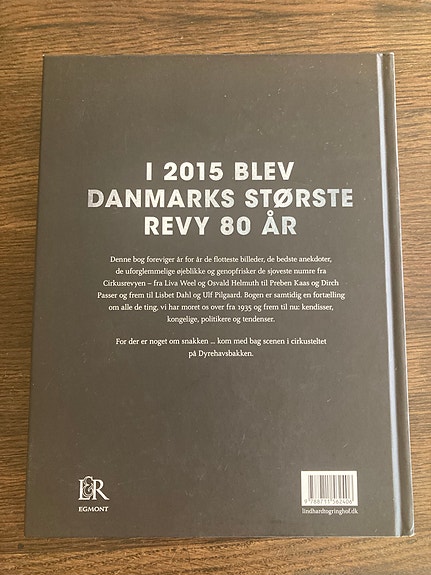 I 2015 BLEV
DANMARKS STØRSTE
REVY 80 ÅR
Denne bog foreviger år for år de flotteste billeder, de bedste anekdoter,
de uforglemmelige øjeblikke og genopfrisker de sjoveste numre fra
Cirkusrevyen – fra Liva Weel og Osvald Helmuth til Preben Kaas og Dirch
Passer og frem til Lisbet Dahl og Ulf Pilgaard. Bogen er samtidig en fortælling
om alle de ting, vi har moret os over fra 1935 og frem til nu: kendisser,
kongelige, politikere og tendenser.
For der er noget om snakken ... kom med bag scenen i cirkusteltet
på Dyrehavsbakken.
L&R
EGMONT
9 788711 382406
lindhardtogringhof.dk